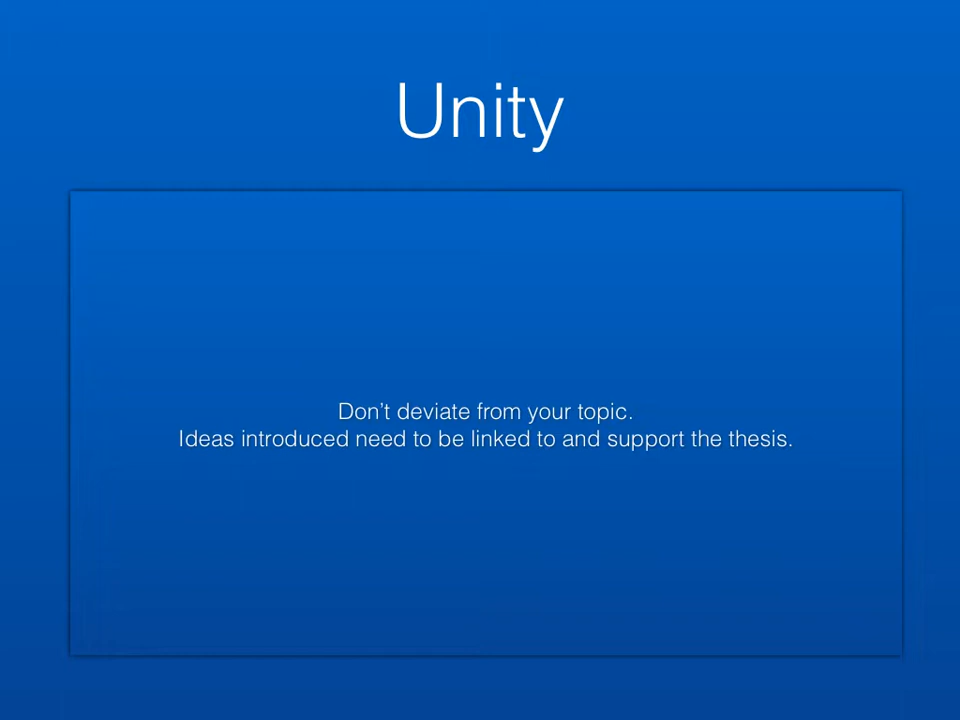 Unity
Don’t deviate from your topic.
Ideas introduced need to be linked to and support the thesis.